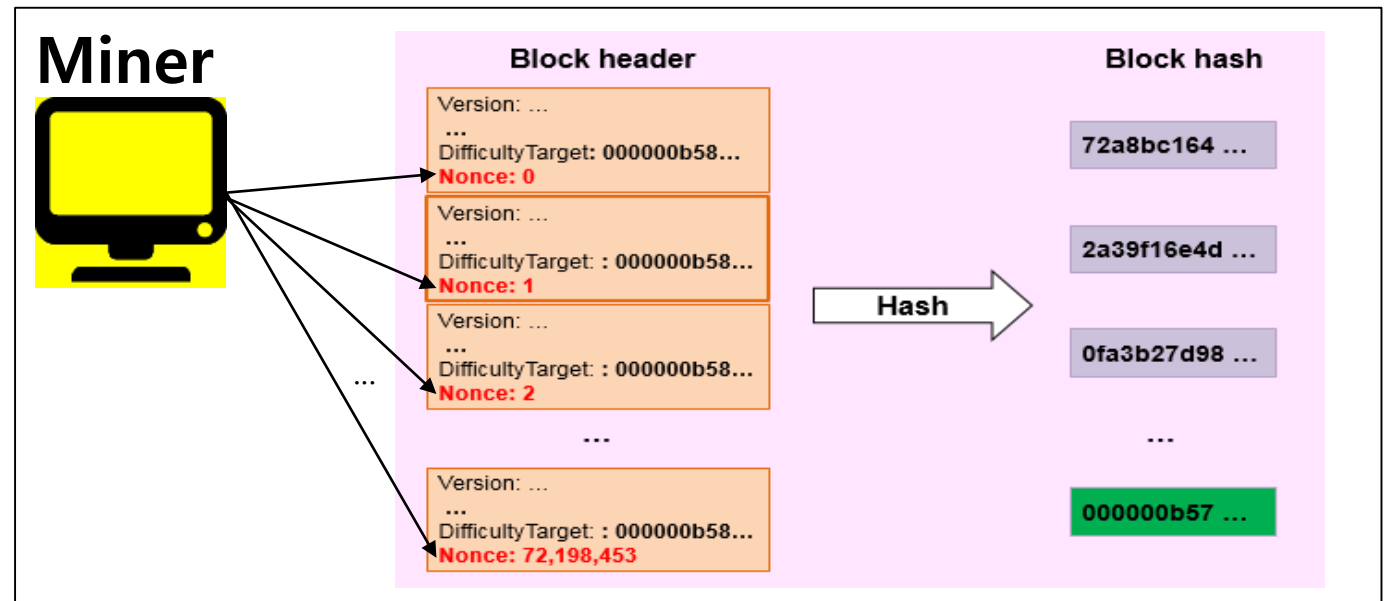 Miner
Block header
Block hash
Version: ...
...
DifficultyTarget: 000000b58...
Nonce: 0
72a8bc164 ...
Version: ...
...
DifficultyTarget: : 000000b58...
Nonce: 1
2a39f16e4d ...
Hash
Version: ...
...
DifficultyTarget: : 000000b58...
Nonce: 2
0fa3b27d98 ...
...
...
...
Version: ...
...
DifficultyTarget: : 000000b58...
Nonce: 72,198,453
000000b57 ...